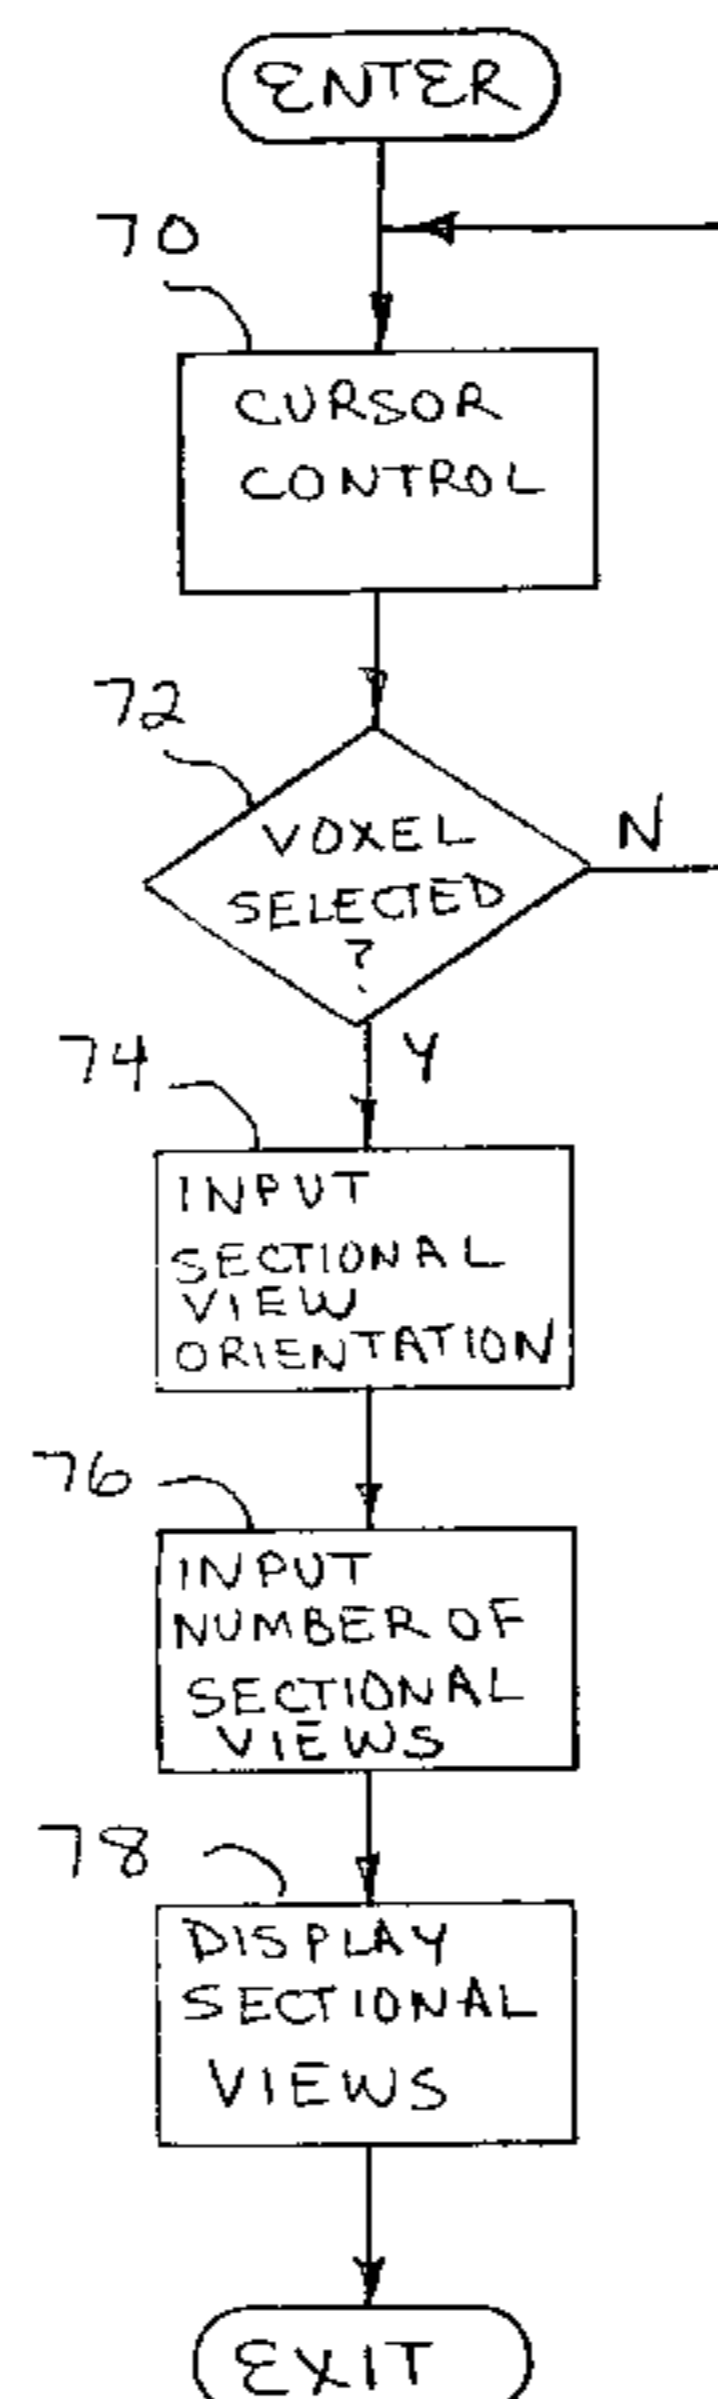 ENTER
70
CURSOR
CONTROL
72
VOXEL
SELECTED
?
N
Y
74
INPUT
SECTIONAL
VIEW
ORIENTATION
76
INPUT
NUMBER OF
SECTIONAL
VIEWS
78
DISPLAY
SECTIONAL
VIEWS
EXIT